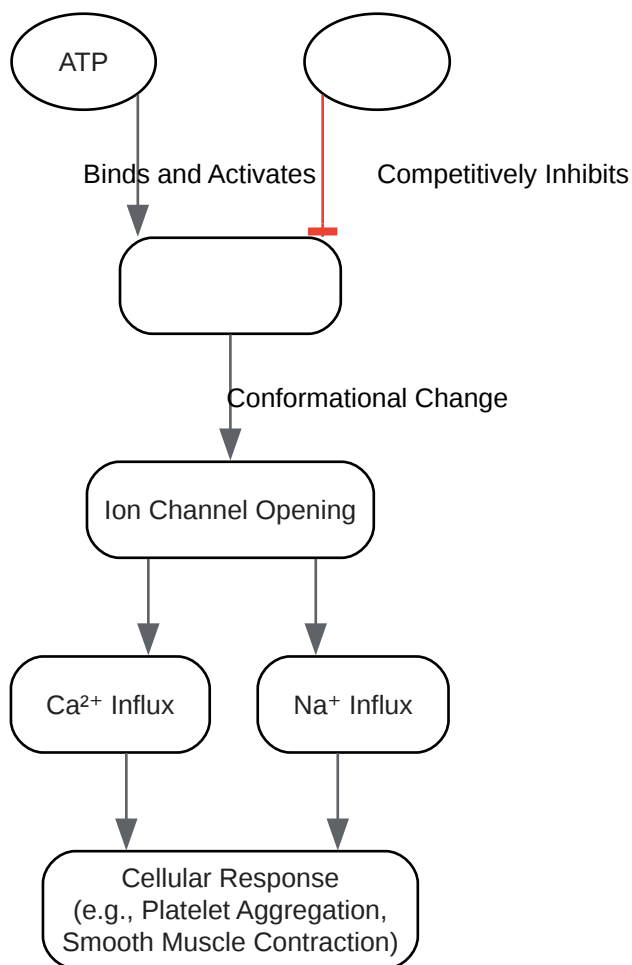 ATP
Binds and Activates
Competitively Inhibits
Conformational Change
Ion Channel Opening
Ca²⁺ Influx
Na⁺ Influx
Cellular Response
(e.g., Platelet Aggregation,
Smooth Muscle Contraction)